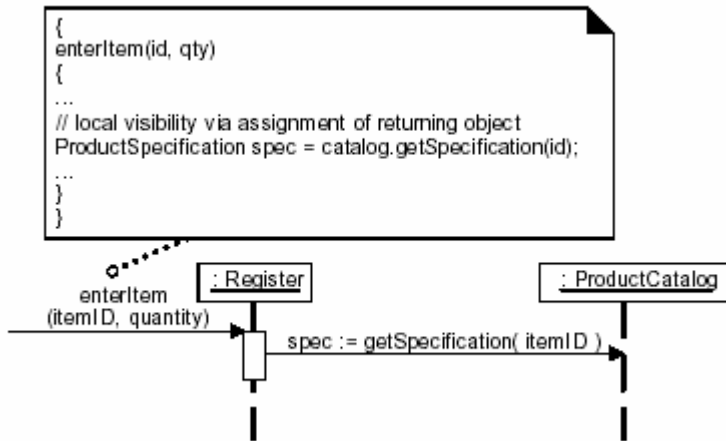 {
enterItem(id, qty)
{
...
// local visibility via assignment of returning object
ProductSpecification spec = catalog.getSpecification(id);
...
}
}
: Register
: ProductCatalog
enterItem
(itemID, quantity)
spec := getSpecification( itemID )